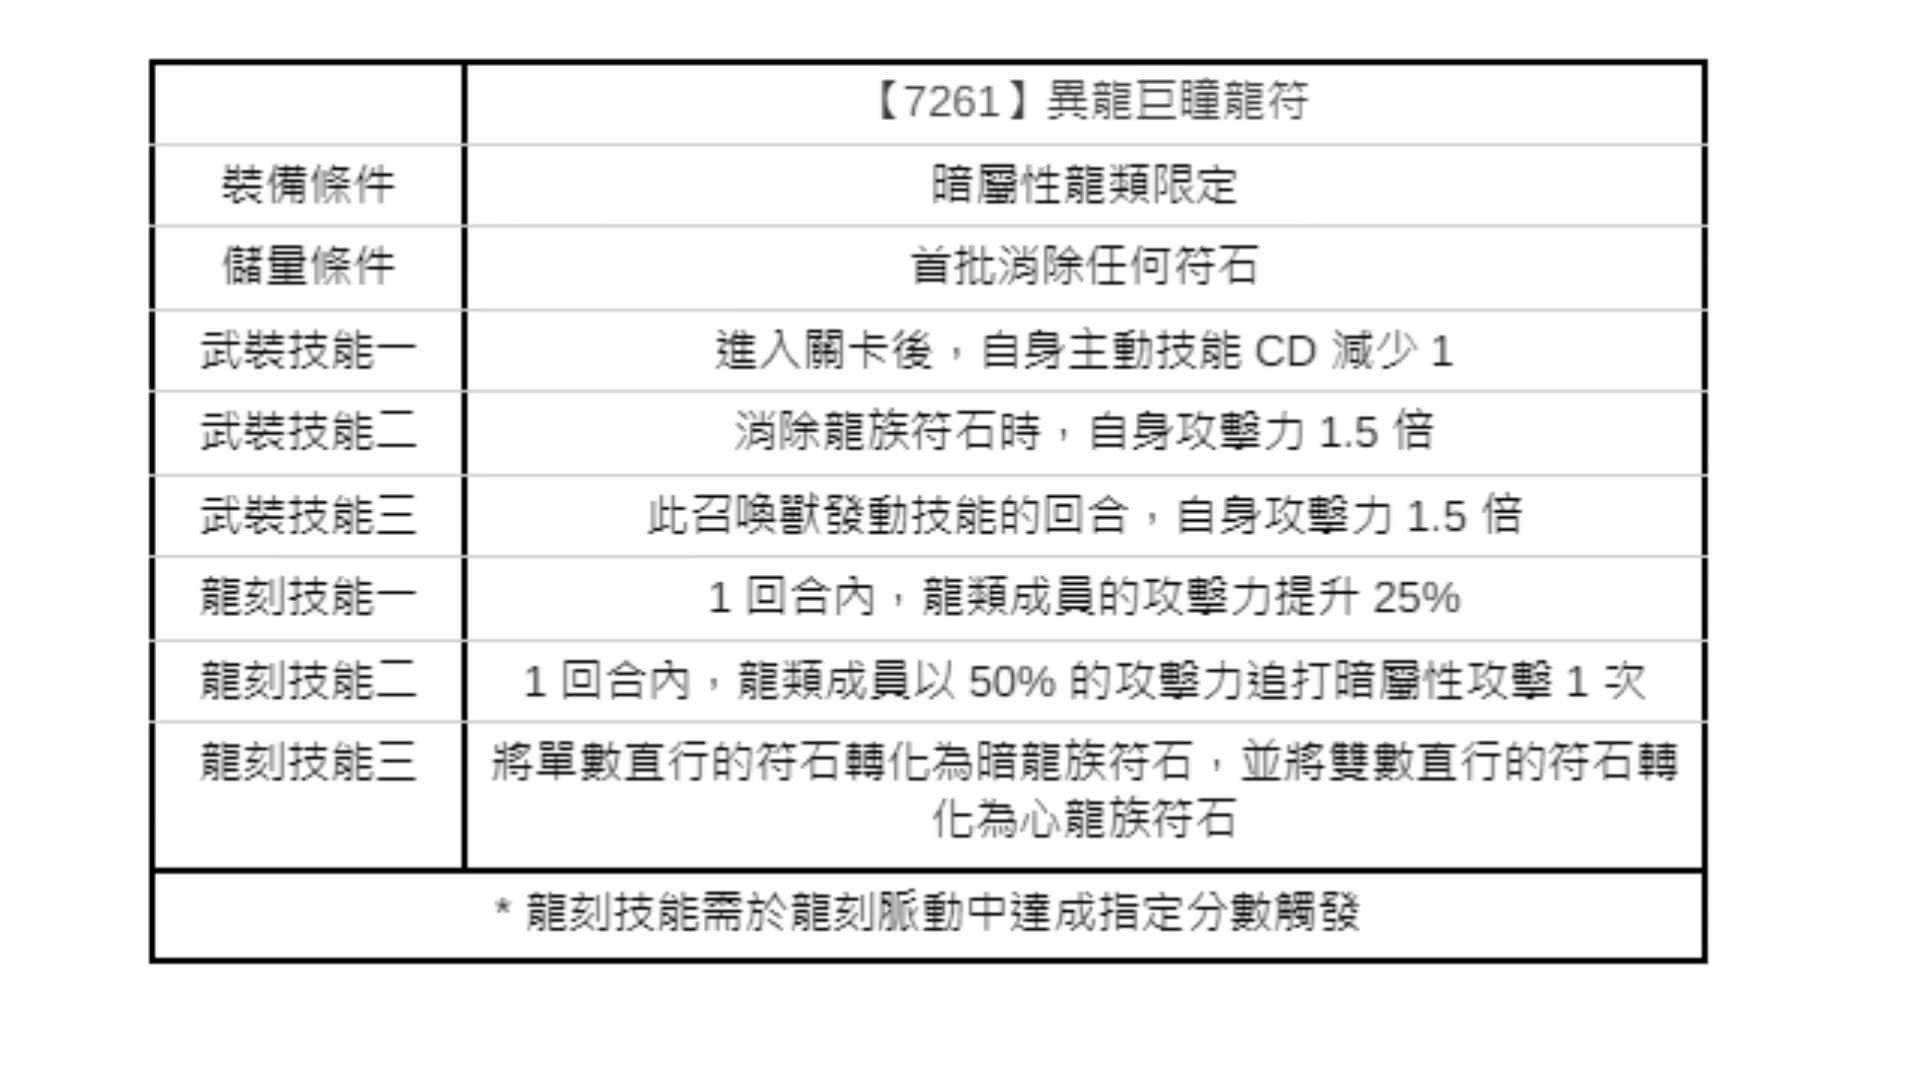 【7261】異龍巨瞳龍符
裝備條件 暗屬性龍類限定
儲量條件 首批消除任何符石
武裝技能一 進入關卡後，自身主動技能 CD 減少 1
武裝技能二 消除龍族符石時，自身攻擊力 1.5 倍
武裝技能三 此召喚獸發動技能的回合，自身攻擊力 1.5 倍
龍刻技能一 1 回合內，龍類成員的攻擊力提升 25%
龍刻技能二 1 回合內，龍類成員以 50% 的攻擊力追打暗屬性攻擊 1 次
龍刻技能三 將單數直行的符石轉化為暗龍族符石，並將雙數直行的符石轉
化為心龍族符石
* 龍刻技能需於龍刻脈動中達成指定分數觸發